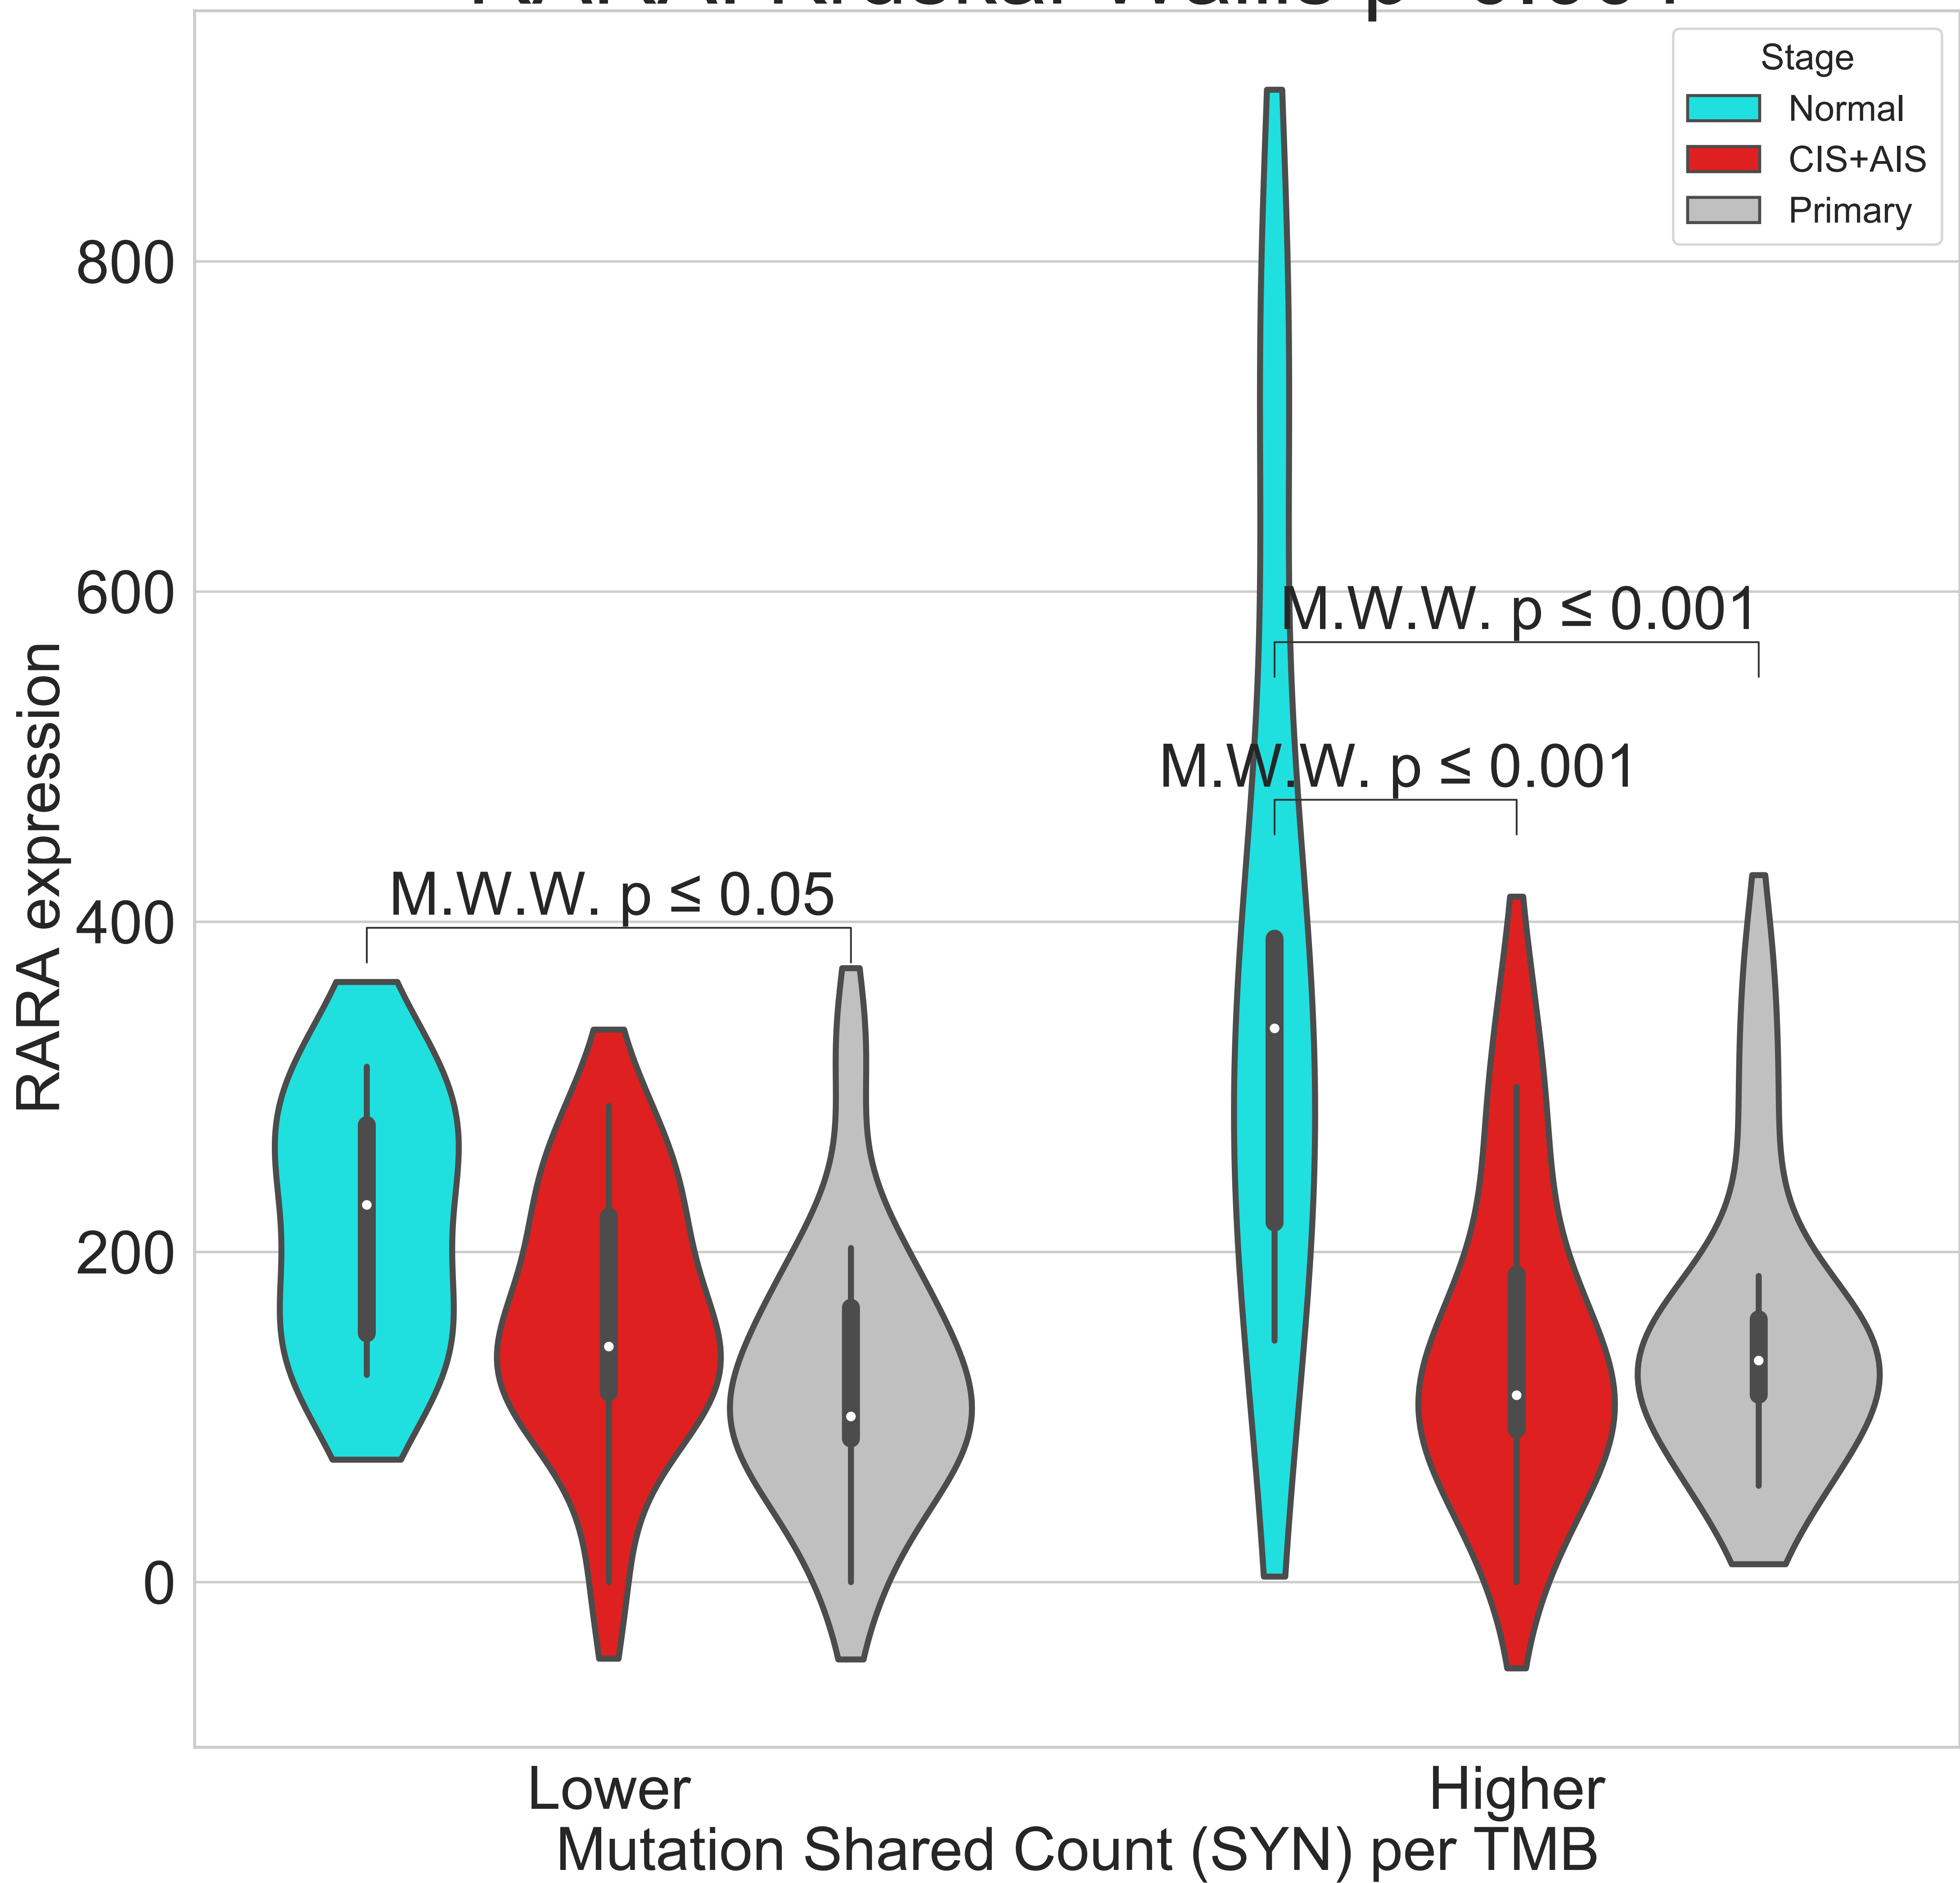 Stage
Normal
CIS+AIS
Primary
800
600
400
200
0
RARA expression
M.W.W. p ≤ 0.001
M.W.W. p ≤ 0.001
M.W.W. p ≤ 0.05
Lower
Higher
Mutation Shared Count (SYN) per TMB